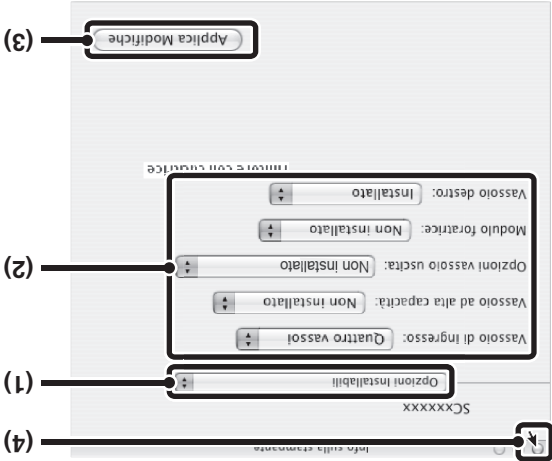 (4)
Info sulla stampante
SCxxxxxx
(1)
Opzioni Installabili
Vassoio di ingresso: Quattro vassoi
Vassoio ad alta capacità: Non installato
(2)
Opzioni vassoio uscita: Non installato
Modulo foratrice: Non installato
Vassoio destro: Installato
(3)
Applica Modifiche